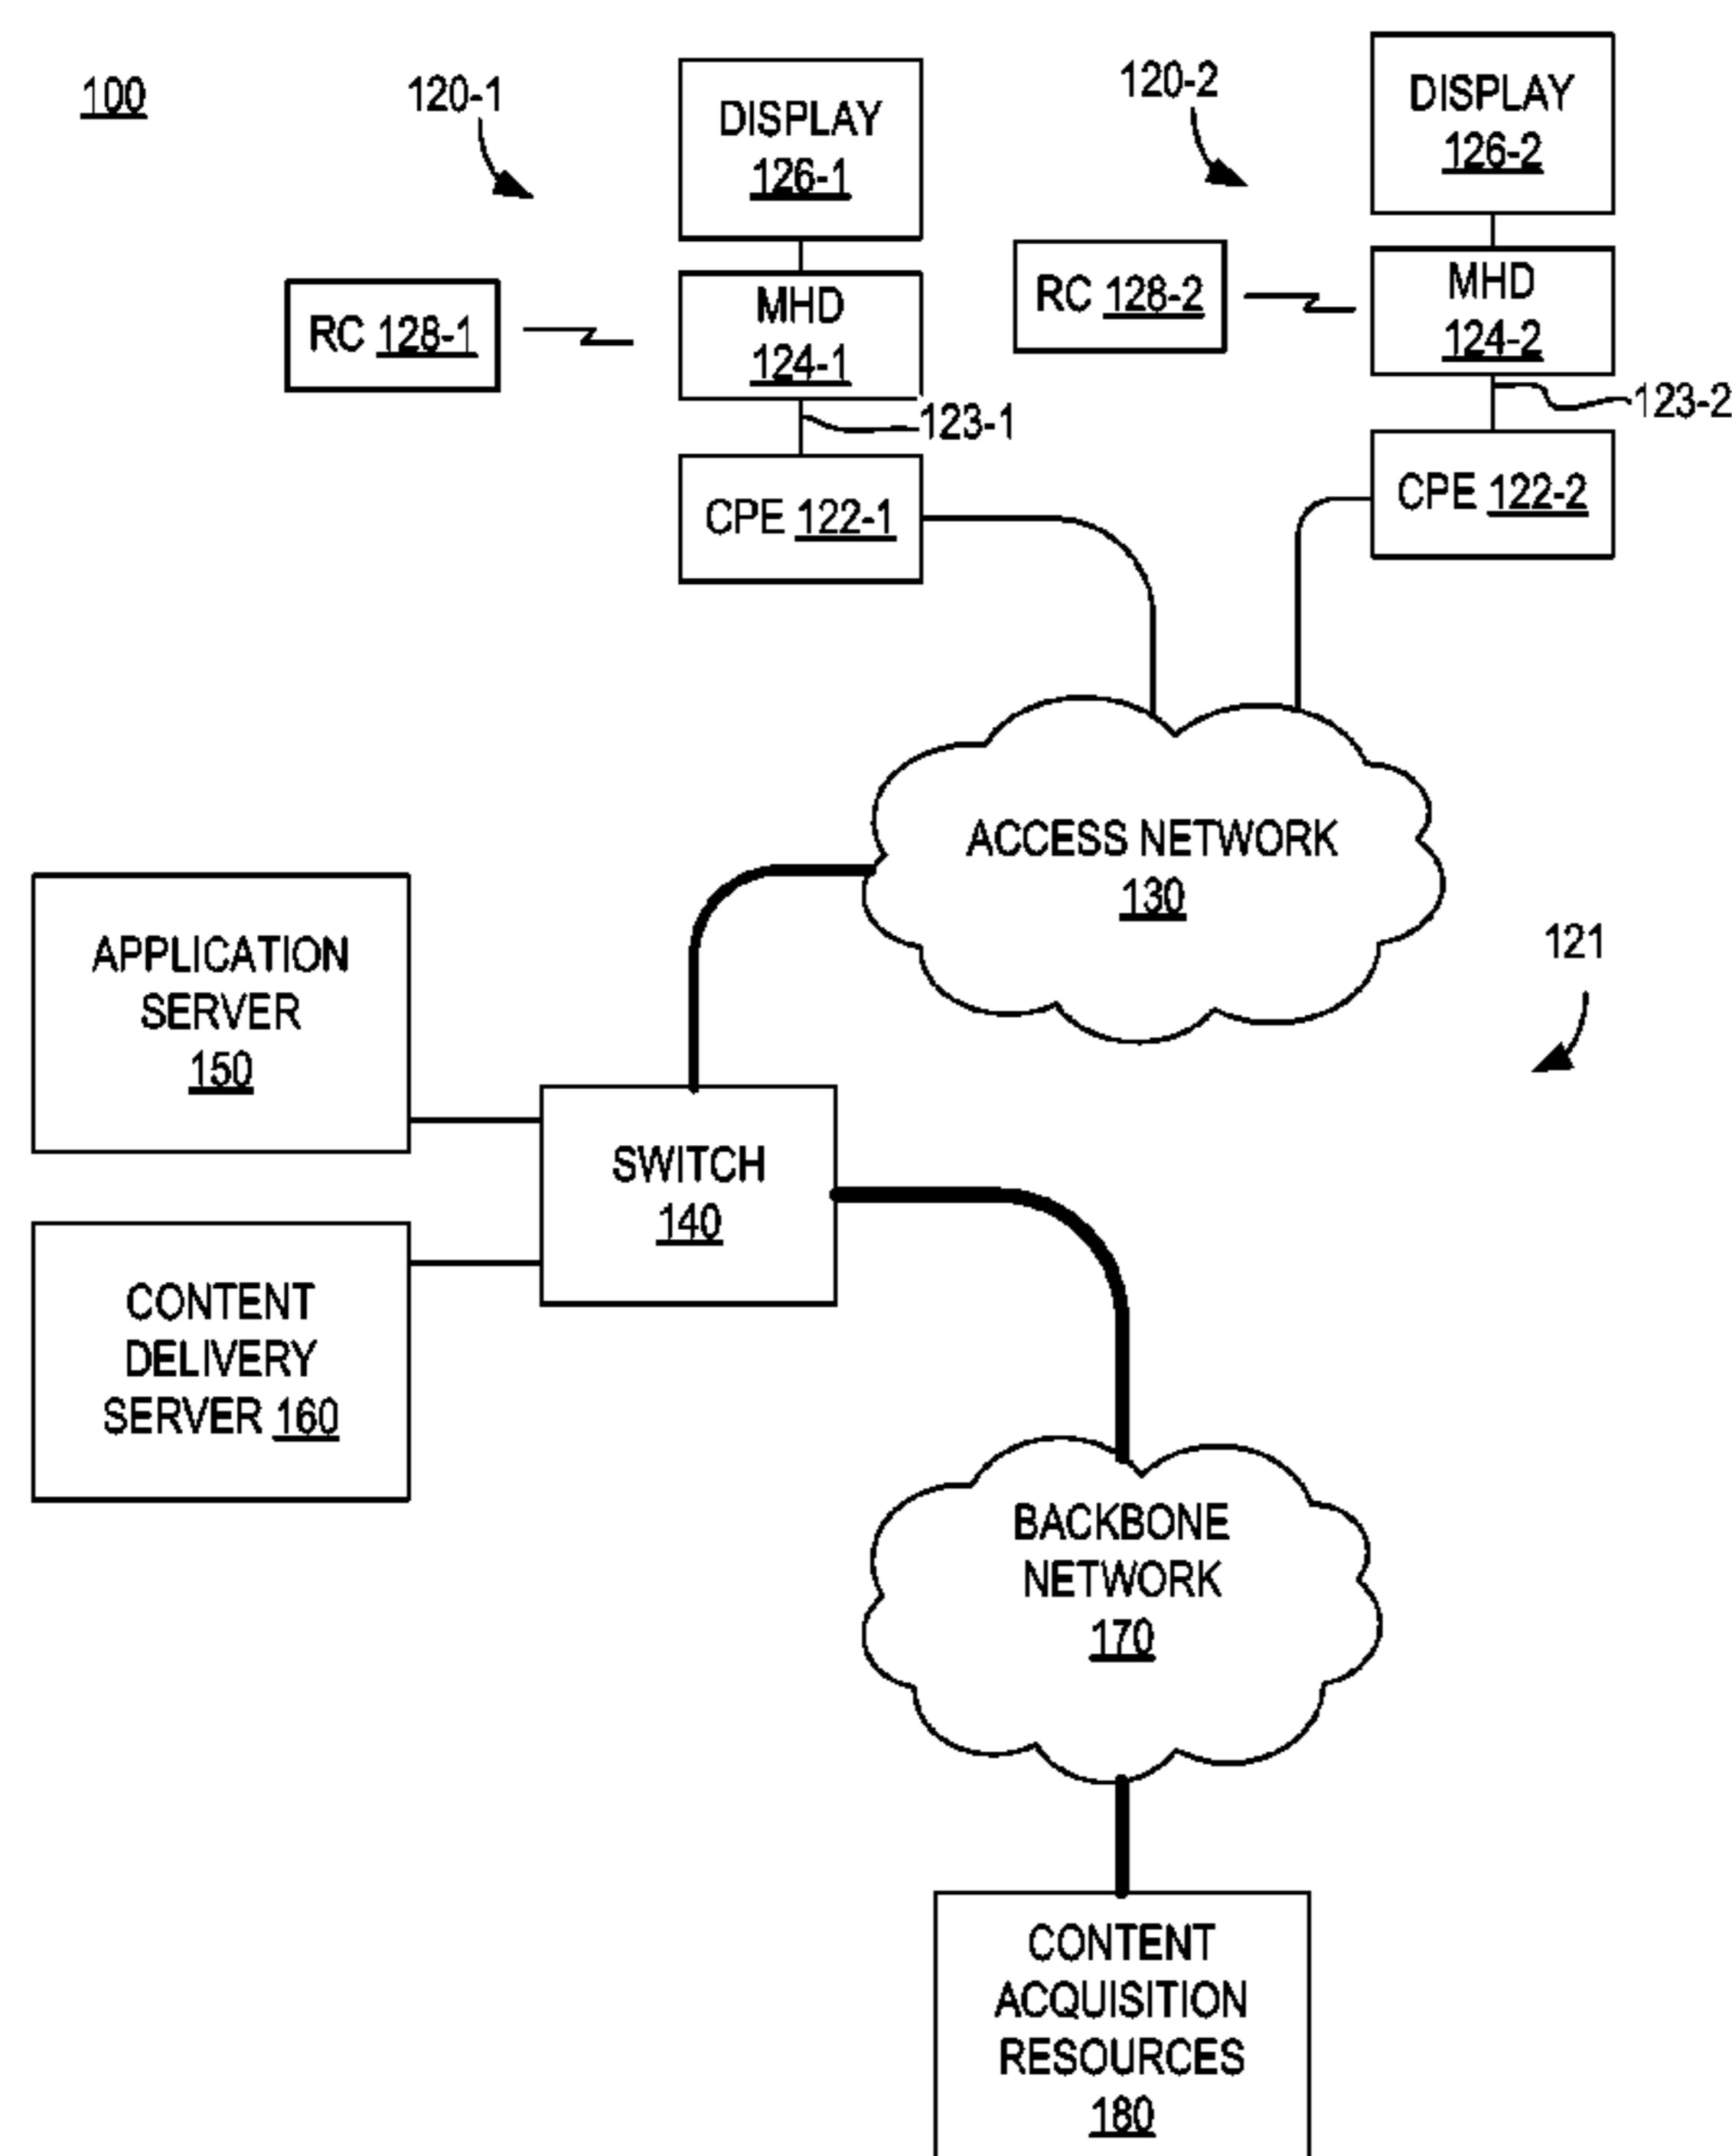 100
120-1
DISPLAY
126-1
120-2
DISPLAY
126-2
RC 128-1
MHD
124-1
RC 128-2
MHD
124-2
123-1
123-2
CPE 122-1
CPE 122-2
ACCESS NETWORK
130
121
APPLICATION
SERVER
150
SWITCH
140
CONTENT
DELIVERY
SERVER 160
BACKBONE
NETWORK
170
CONTENT
ACQUISITION
RESOURCES
180